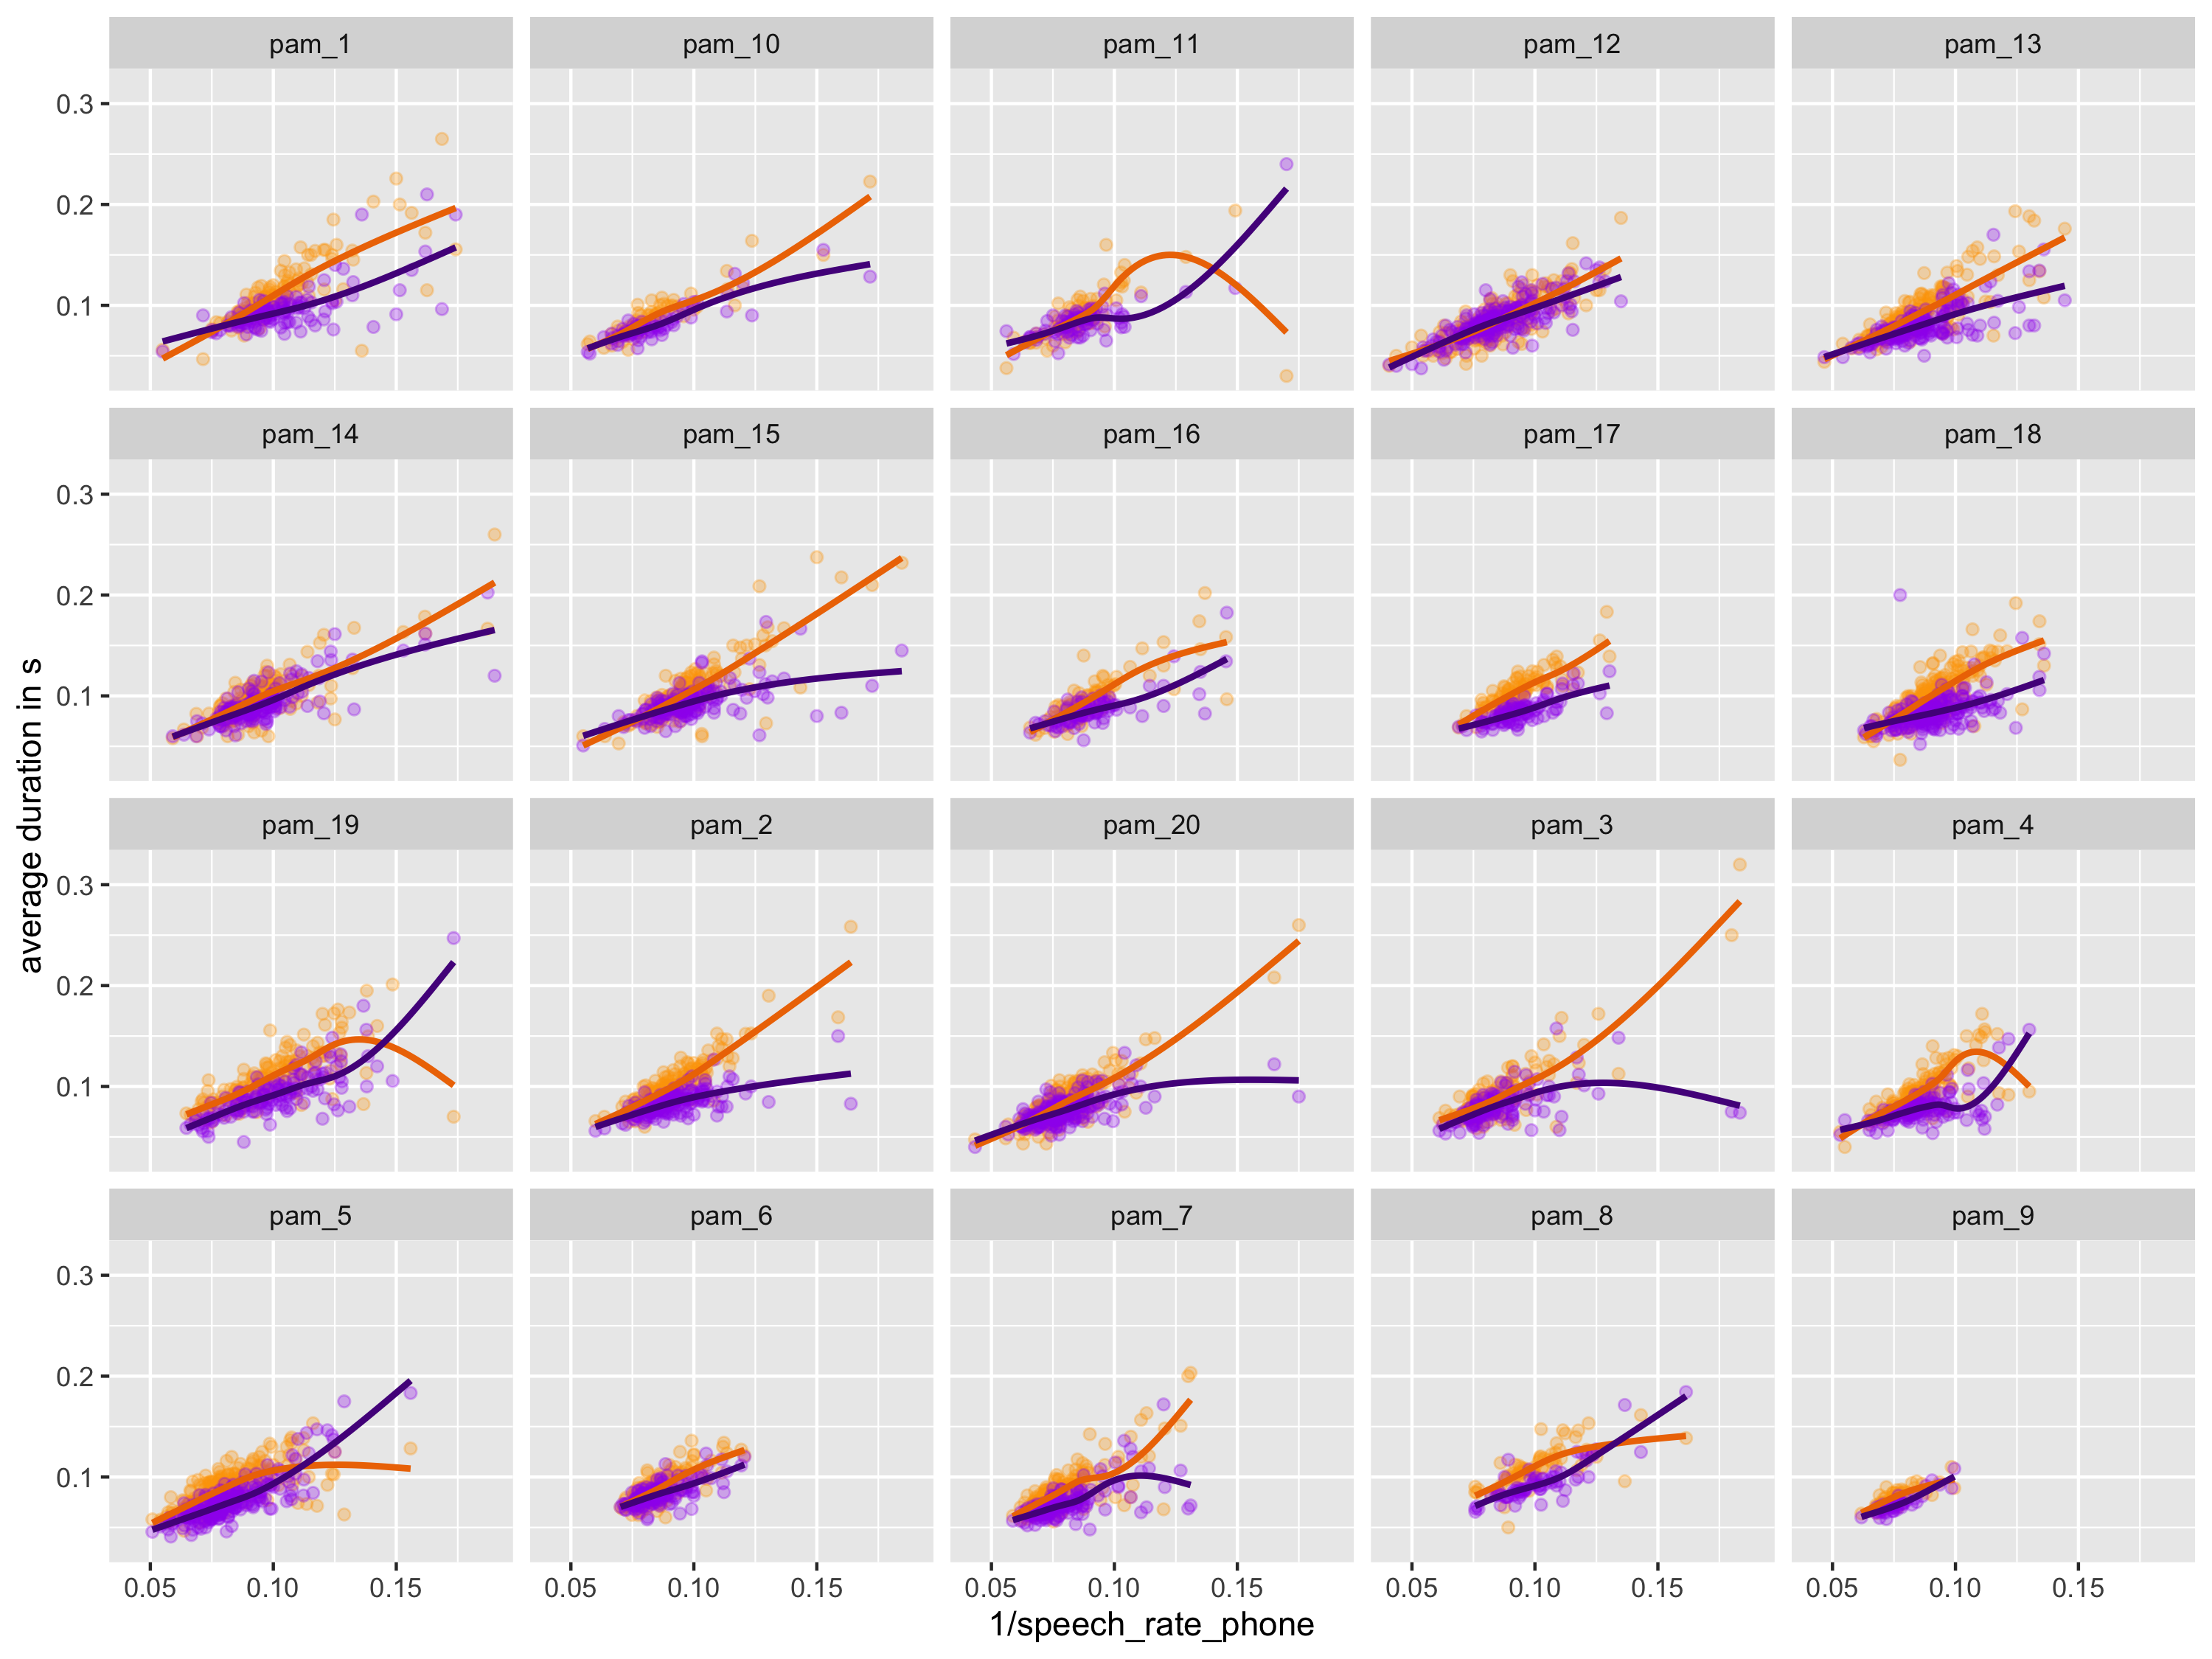 pam_1 pam_10 pam_11 pam_12 pam_13
0.3
0.2
0.1
pam_14 pam_15 pam_16 pam_17 pam_18
0.3
0.2
0.1
average duration in s
pam_19 pam_2 pam_20 pam_3 pam_4
0.3
0.2
0.1
pam_5 pam_6 pam_7 pam_8 pam_9
0.3
0.2
0.1
0.05 0.10 0.15 0.05 0.10 0.15 0.05 0.10 0.15 0.05 0.10 0.15 0.05 0.10 0.15
1/speech_rate_phone